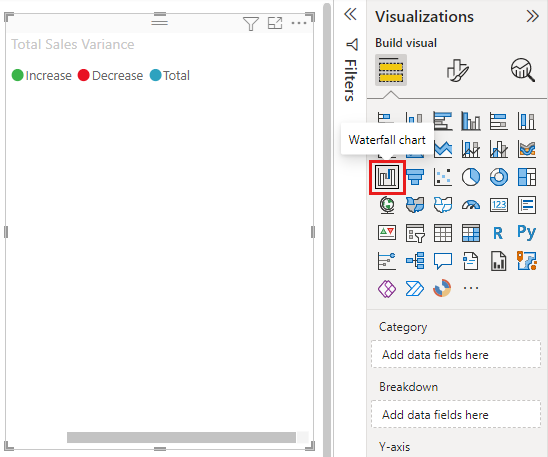 Total Sales Variance
Increase Decrease Total
Visualizations
Build visual
Filters
Waterfall chart
123
R Py
Category
Add data fields here
Breakdown
Add data fields here
Y-axis